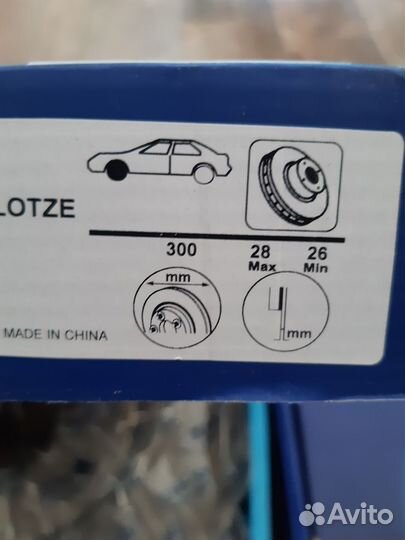 LOTZE
300
28 26
Max Min
mm
mm
MADE IN CHINA
Avito